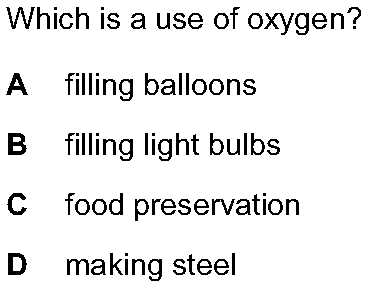 Which is a use of oxygen?
A filling balloons
B filling light bulbs
C food preservation
D making steel